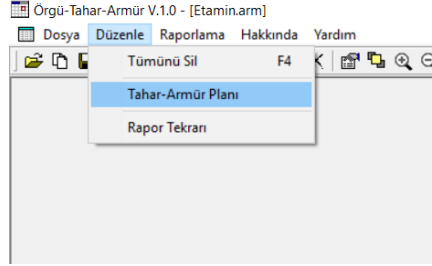 Örgü-Tahar-Armür V.1.0 - [Etamin.arm]
Dosya Düzenle Raporlama Hakkında Yardım
Tümünü Sil F4
Tahar-Armür Planı
Rapor Tekrarı